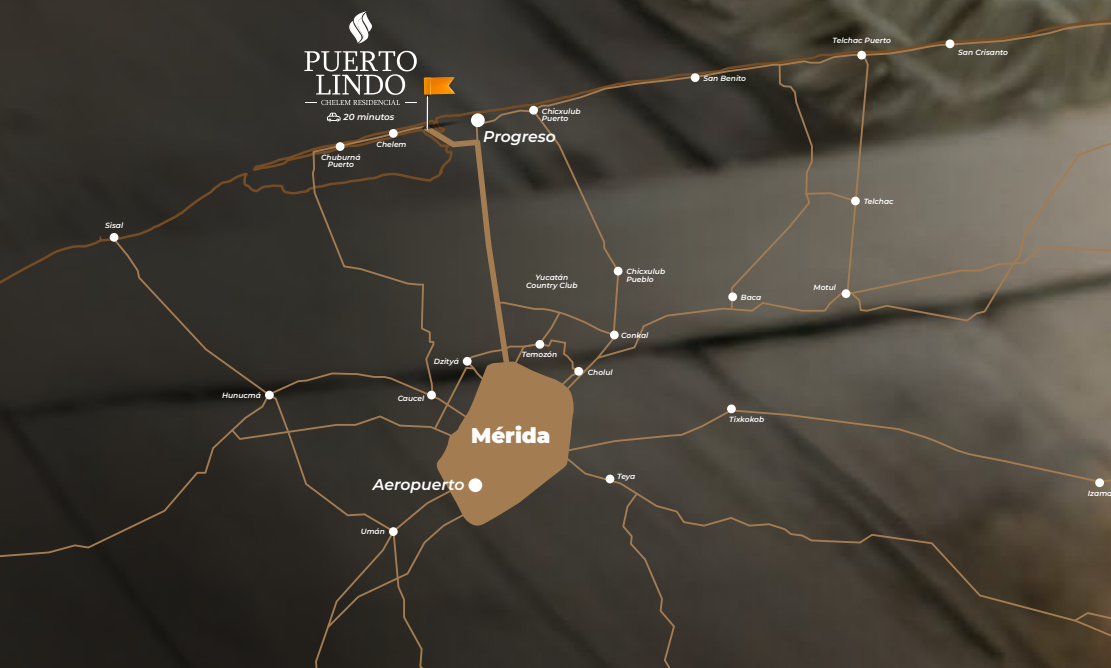 PUERTO
LINDO
CHELEM RESIDENCIAL
20 minutos
Telchac Puerto
San Crisanto
San Benito
Chicxulub
Puerto
Progreso
Chelem
Chuburná
Puerto
Telchac
Sisal
Chicxulub
Pueblo
Yucatán
Country Club
Motul
Baca
Conkal
Temozón
Dzityá
Cholul
Hunucmá
Caucel
Tixkokob
Mérida
Teya
Aeropuerto
Izama
Umán